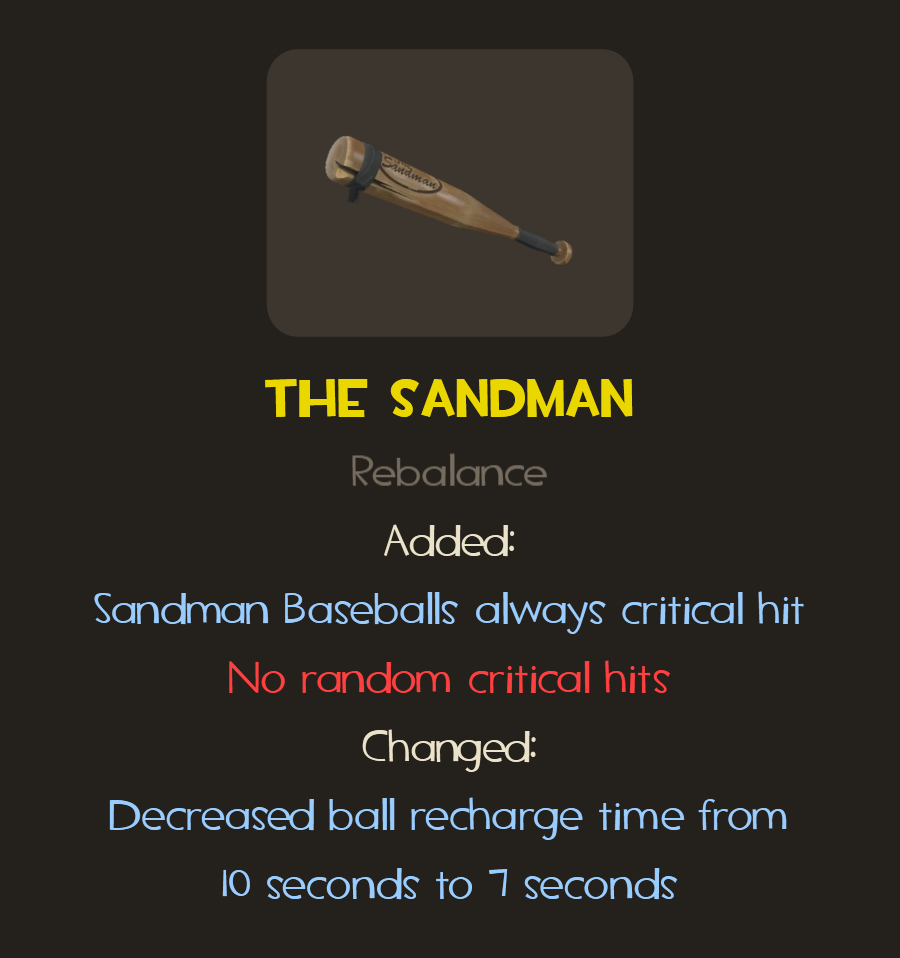 Sandman
THE SANDMAN
Rebalance
Added:
Sandman Baseballs always critical hit
No random critical hits
Changed:
Decreased ball recharge time from
10 seconds to 7 seconds